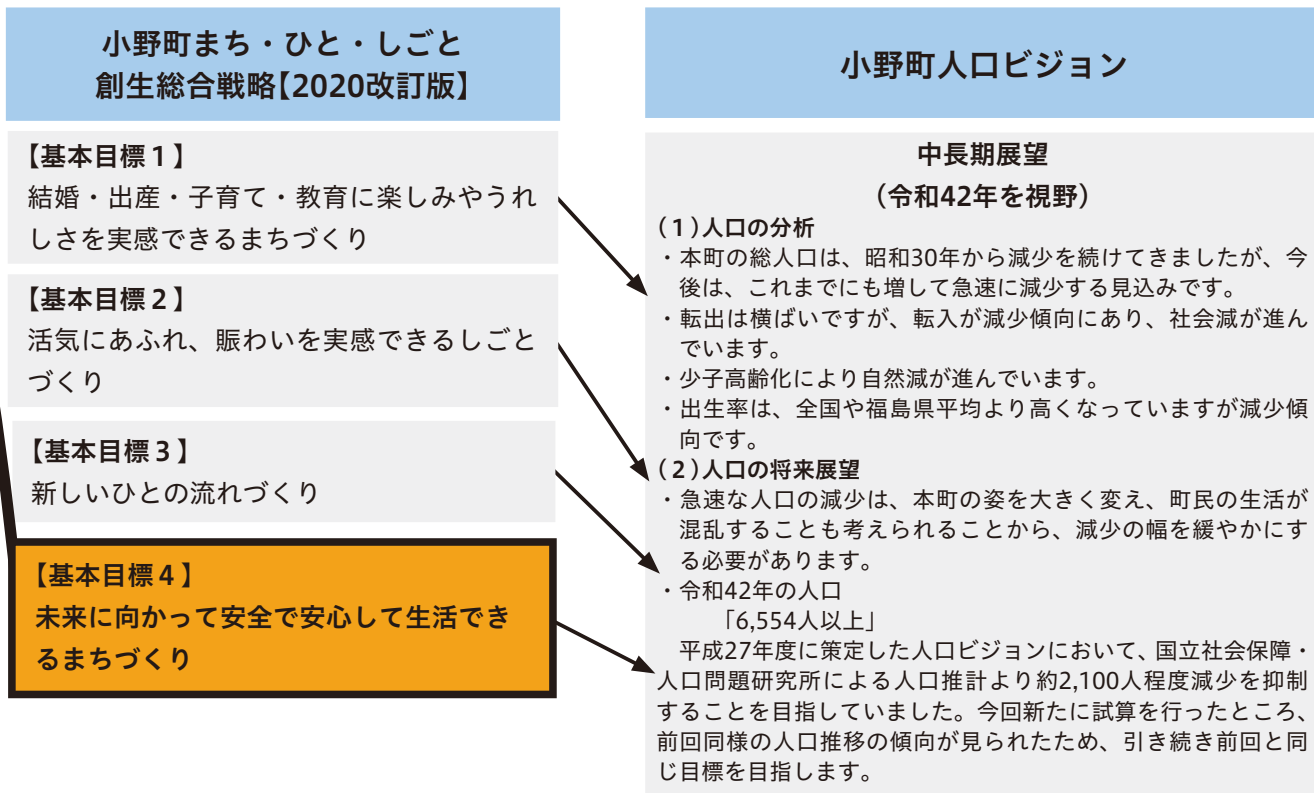 小野町まち・ひと・しごと
創生総合戦略【2020改訂版】
【基本目標１】
結婚・出産・子育て・教育に楽しみやうれ
しさを実感できるまちづくり
【基本目標２】
活気にあふれ、賑わいを実感できるしごと
づくり
【基本目標３】
新しいひとの流れづくり
【基本目標４】
未来に向かって安全で安心して生活でき
るまちづくり
小野町人口ビジョン
中長期展望
（令和42年を視野）
（１）人口の分析
・本町の総人口は、昭和30年から減少を続けてきましたが、今
後は、これまでにも増して急速に減少する見込みです。
・転出は横ばいですが、転入が減少傾向にあり、社会減が進ん
でいます。
・少子高齢化により自然減が進んでいます。
・出生率は、全国や福島県平均より高くなっていますが減少傾
向です。
（２）人口の将来展望
・急速な人口の減少は、本町の姿を大きく変え、町民の生活が
混乱することも考えられることから、減少の幅を緩やかにす
る必要があります。
・令和42年の人口
「6,554人以上」
平成27年度に策定した人口ビジョンにおいて、国立社会保障・
人口問題研究所による人口推計より約2,100人程度減少を抑制
することを目指していました。今回新たに試算を行ったところ、
前回同様の人口推移の傾向が見られたため、引き続き前回と同
じ目標を目指します。